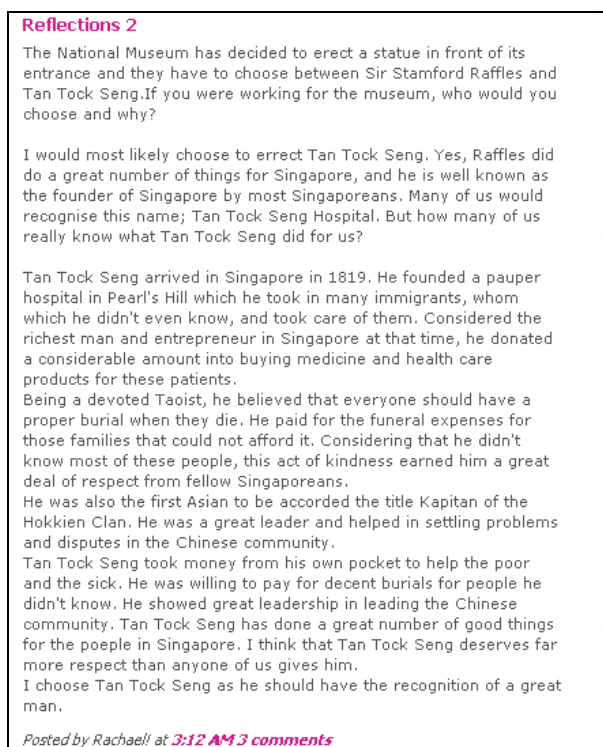 Reflections 2
The National Museum has decided to erect a statue in front of its
entrance and they have to choose between Sir Stamford Raffles and
Tan Tock Seng.If you were working for the museum, who would you
choose and why?
I would most likely choose to errect Tan Tock Seng. Yes, Raffles did
do a great number of things for Singapore, and he is well known as
the founder of Singapore by most Singaporeans. Many of us would
recognise this name; Tan Tock Seng Hospital. But how many of us
really know what Tan Tock Seng did for us?
Tan Tock Seng arrived in Singapore in 1819. He founded a pauper
hospital in Pearl's Hill which he took in many immigrants, whom
which he didn't even know, and took care of them. Considered the
richest man and entrepreneur in Singapore at that time, he donated
a considerable amount into buying medicine and health care
products for these patients.
Being a devoted Taoist, he believed that everyone should have a
proper burial when they die. He paid for the funeral expenses for
those families that could not afford it. Considering that he didn't
know most of these people, this act of kindness earned him a great
deal of respect from fellow Singaporeans.
He was also the first Asian to be accorded the title Kapitan of the
Hokkien Clan. He was a great leader and helped in settling problems
and disputes in the Chinese community.
Tan Tock Seng took money from his own pocket to help the poor
and the sick. He was willing to pay for decent burials for people he
didn't know. He showed great leadership in leading the Chinese
community. Tan Tock Seng has done a great number of good things
for the poeple in Singapore. I think that Tan Tock Seng deserves far
more respect than anyone of us gives him.
I choose Tan Tock Seng as he should have the recognition of a great
man.
Posted by Rachael! at 3:12 AM 3 comments